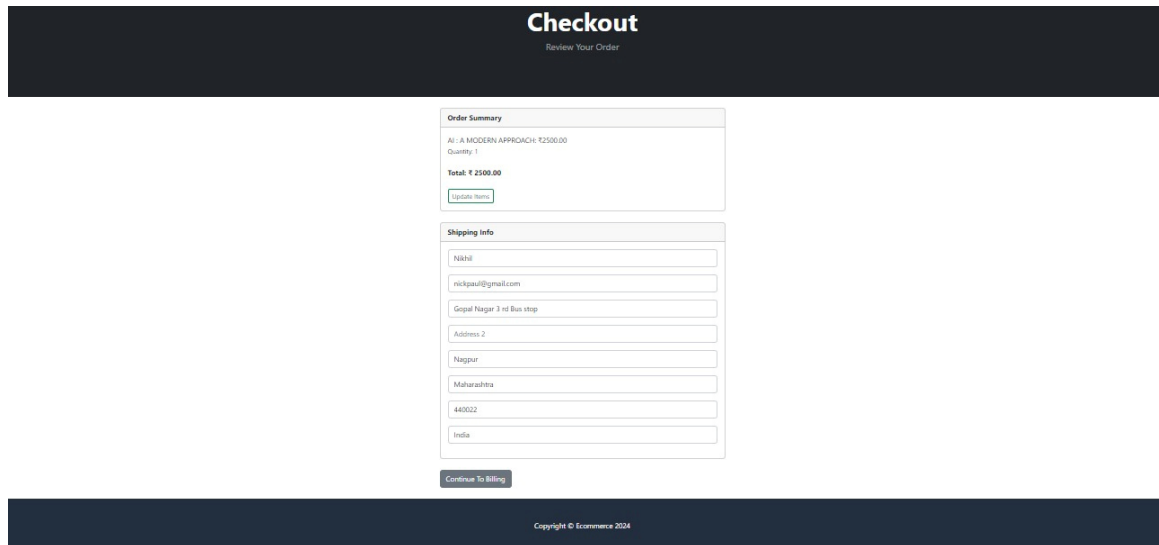 Checkout
Review Your Order
Order Summary
AI : A MODERN APPROACH: ₹2500.00
Quantity: 1
Total: ₹ 2500.00
Update Items
Shipping Info
Nikhil
nickpaul@gmail.com
Gopal Nagar 3 rd Bus stop
Address 2
Nagpur
Maharashtra
440022
India
Continue To Billing
Copyright © Ecommerce 2024